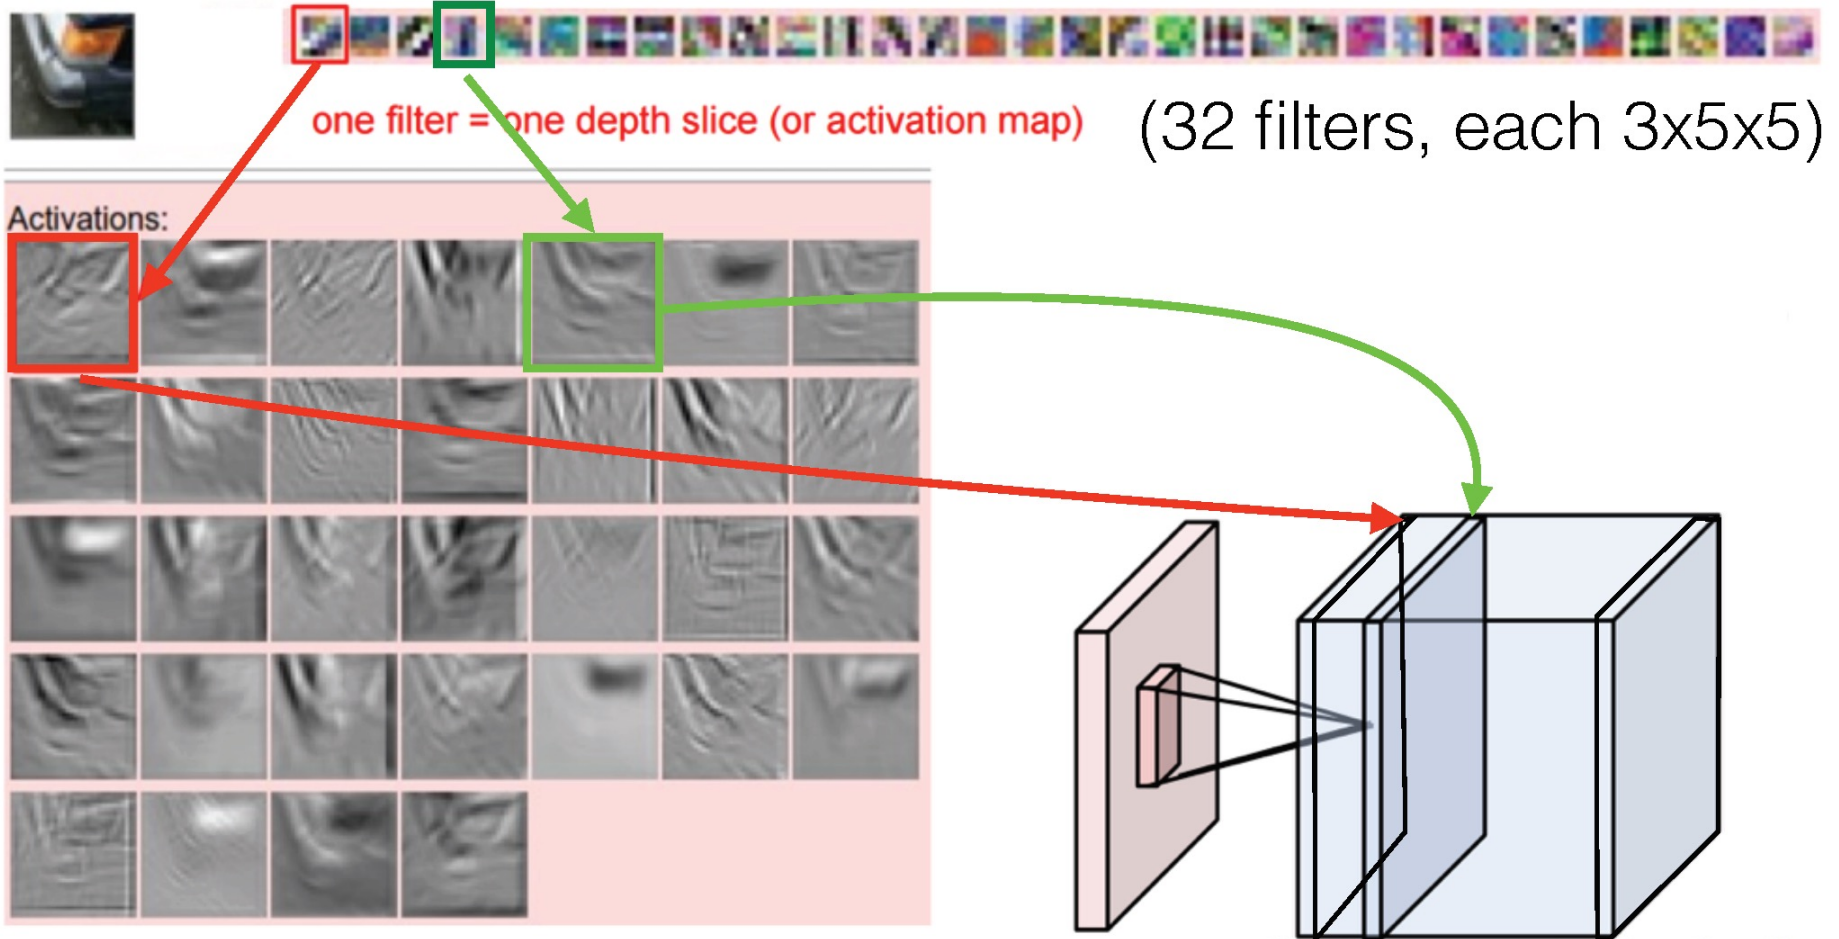 one filter = one depth slice (or activation map)
(32 filters, each 3x5x5)
Activations: